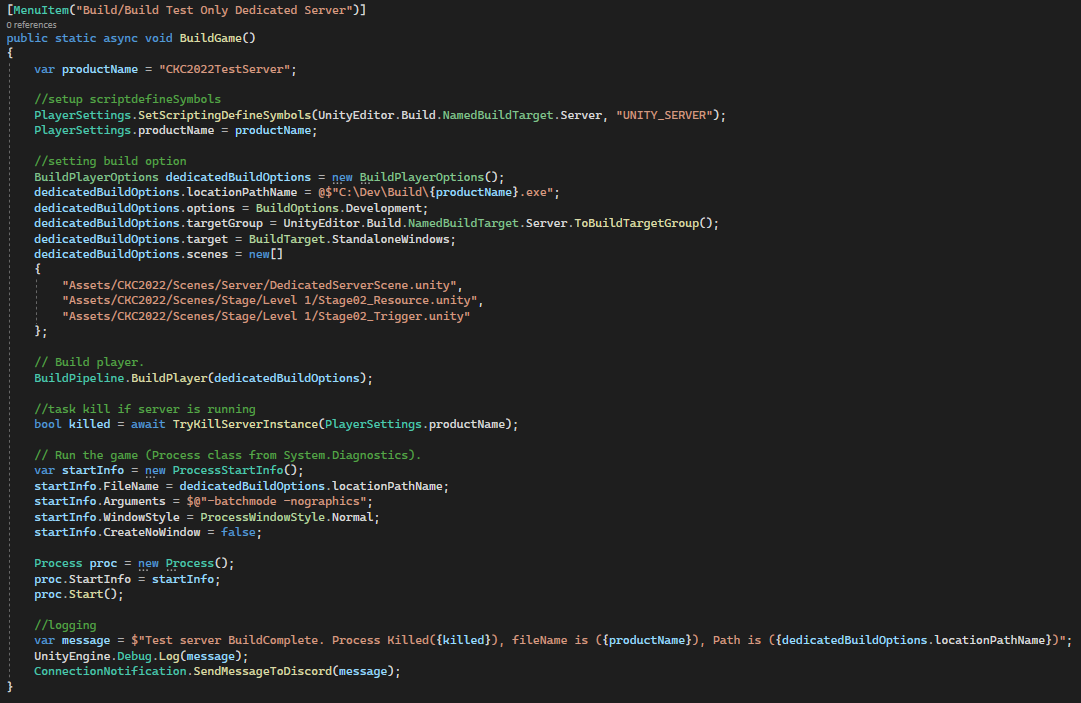 [MenuItem("Build/Build Test Only Dedicated Server")]
0 references
public static async void BuildGame()
{
    var productName = "CKC2022TestServer";

    //setup scriptdefineSymbols
    PlayerSettings.SetScriptingDefineSymbols(UnityEditor.Build.NamedBuildTarget.Server, "UNITY_SERVER");
    PlayerSettings.productName = productName;

    //setting build option
    BuildPlayerOptions dedicatedBuildOptions = new BuildPlayerOptions();
    dedicatedBuildOptions.locationPathName = @$"C:\Dev\Build\{productName}.exe";
    dedicatedBuildOptions.options = BuildOptions.Development;
    dedicatedBuildOptions.targetGroup = UnityEditor.Build.NamedBuildTarget.Server.ToBuildTargetGroup();
    dedicatedBuildOptions.target = BuildTarget.StandaloneWindows;
    dedicatedBuildOptions.scenes = new[]
    {
        "Assets/CKC2022/Scenes/Server/DedicatedServerScene.unity",
        "Assets/CKC2022/Scenes/Stage/Level 1/Stage02_Resource.unity",
        "Assets/CKC2022/Scenes/Stage/Level 1/Stage02_Trigger.unity"
    };

    // Build player.
    BuildPipeline.BuildPlayer(dedicatedBuildOptions);

    //task kill if server is running
    bool killed = await TryKillServerInstance(PlayerSettings.productName);

    // Run the game (Process class from System.Diagnostics).
    var startInfo = new ProcessStartInfo();
    startInfo.FileName = dedicatedBuildOptions.locationPathName;
    startInfo.Arguments = $@"-batchmode -nographics";
    startInfo.WindowStyle = ProcessWindowStyle.Normal;
    startInfo.CreateNoWindow = false;

    Process proc = new Process();
    proc.StartInfo = startInfo;
    proc.Start();

    //logging
    var message = $"Test server BuildComplete. Process Killed({killed}), fileName is ({productName}), Path is ({dedicatedBuildOptions.locationPathName})";
    UnityEngine.Debug.Log(message);
    ConnectionNotification.SendMessageToDiscord(message);
}